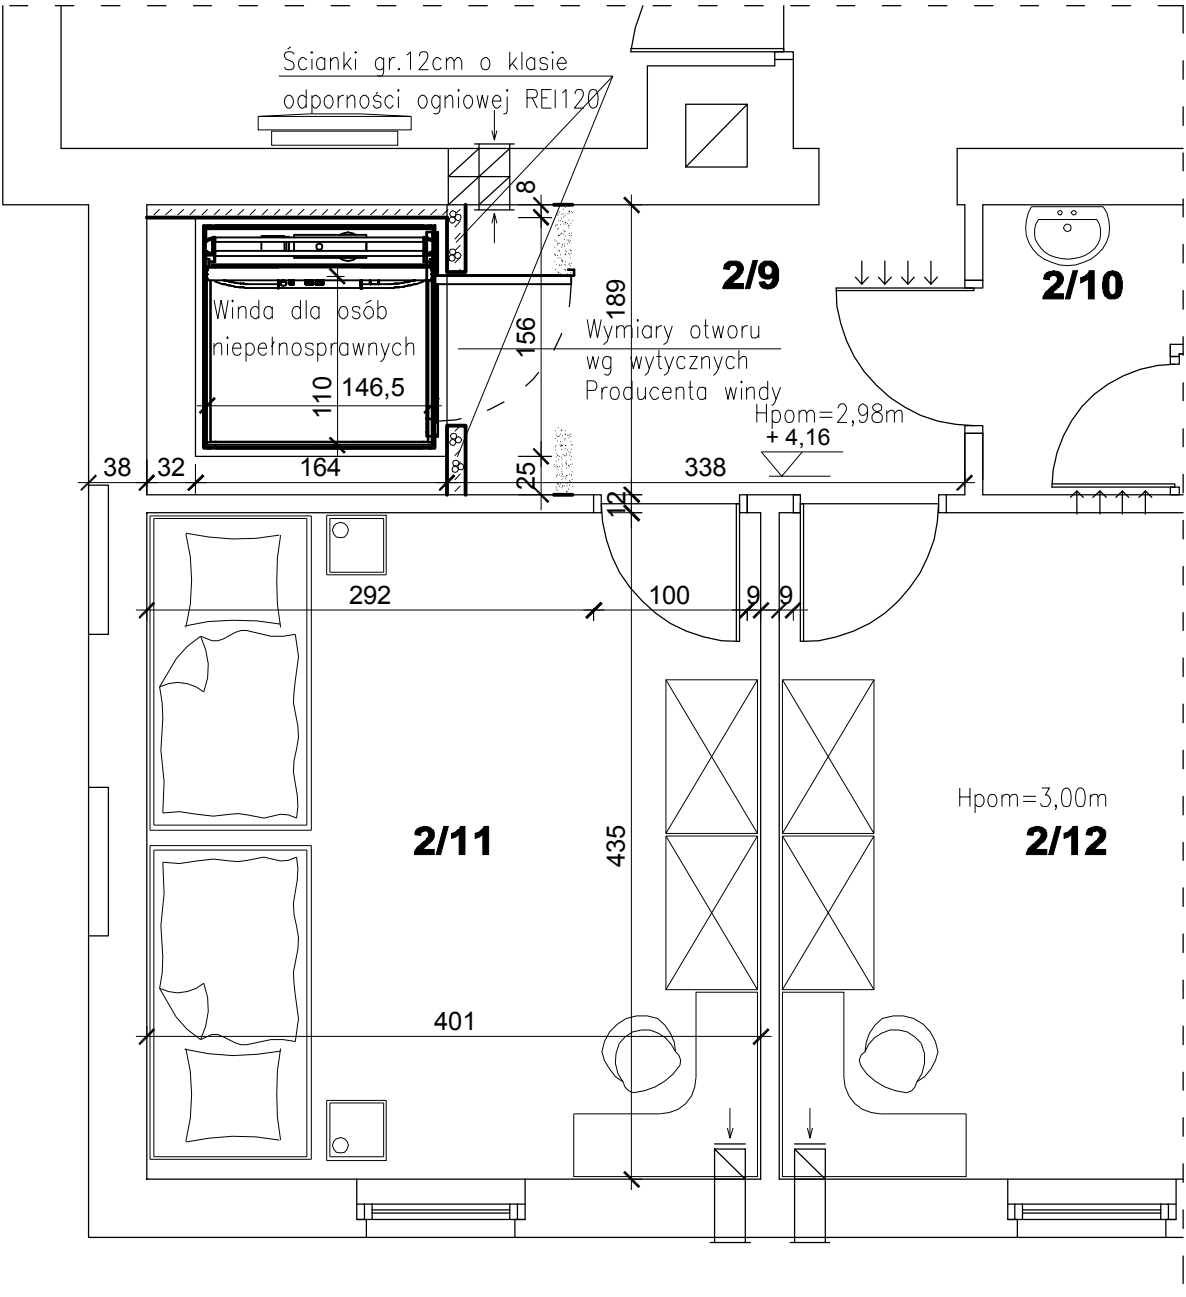 Ścianki gr.12cm o klasie
odporności ogniowej REI120
8
2/9
2/10
189
Winda dla osób
niepełnosprawnych
156
Wymiary otworu
wg wytycznych
Producenta windy
110
146,5
Hpom=2,98m
+ 4,16
38
32
164
25
338
12
292
100
9
9
Hpom=3,00m
2/11
435
2/12
401